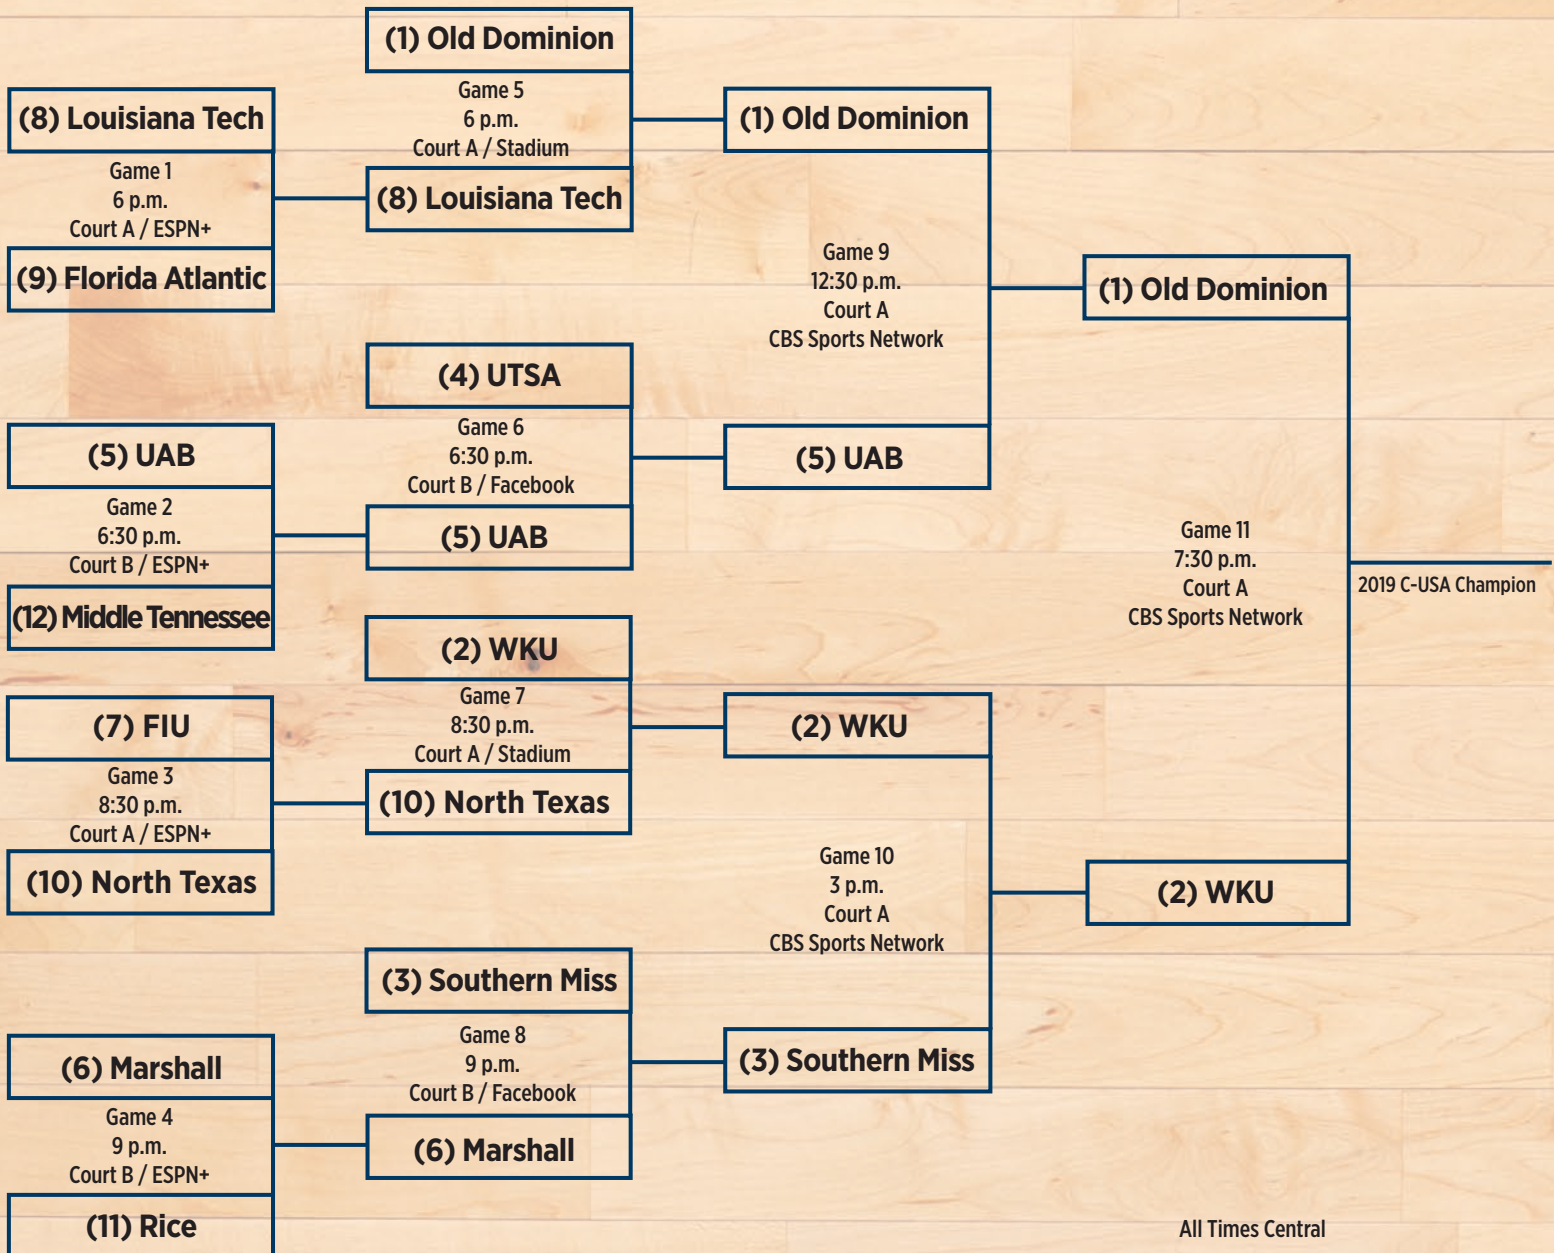 (8) Louisiana Tech
Game 1
6 p.m.
Court A / ESPN+
(9) Florida Atlantic
(5) UAB
Game 2
6:30 p.m.
Court B / ESPN+
(12) Middle Tennessee
(7) FIU
Game 3
8:30 p.m.
Court A / ESPN+
(10) North Texas
(6) Marshall
Game 4
9 p.m.
Court B / ESPN+
(11) Rice
(1) Old Dominion
Game 5
6 p.m.
Court A / Stadium
(8) Louisiana Tech
(4) UTSA
Game 6
6:30 p.m.
Court B / Facebook
(5) UAB
(2) WKU
Game 7
8:30 p.m.
Court A / Stadium
(10) North Texas
(3) Southern Miss
Game 8
9 p.m.
Court B / Facebook
(6) Marshall
(1) Old Dominion
Game 9
12:30 p.m.
Court A
CBS Sports Network
(5) UAB
(2) WKU
Game 10
3 p.m.
Court A
CBS Sports Network
(3) Southern Miss
(1) Old Dominion
Game 11
7:30 p.m.
Court A
CBS Sports Network
(2) WKU
2019 C-USA Champion
All Times Central